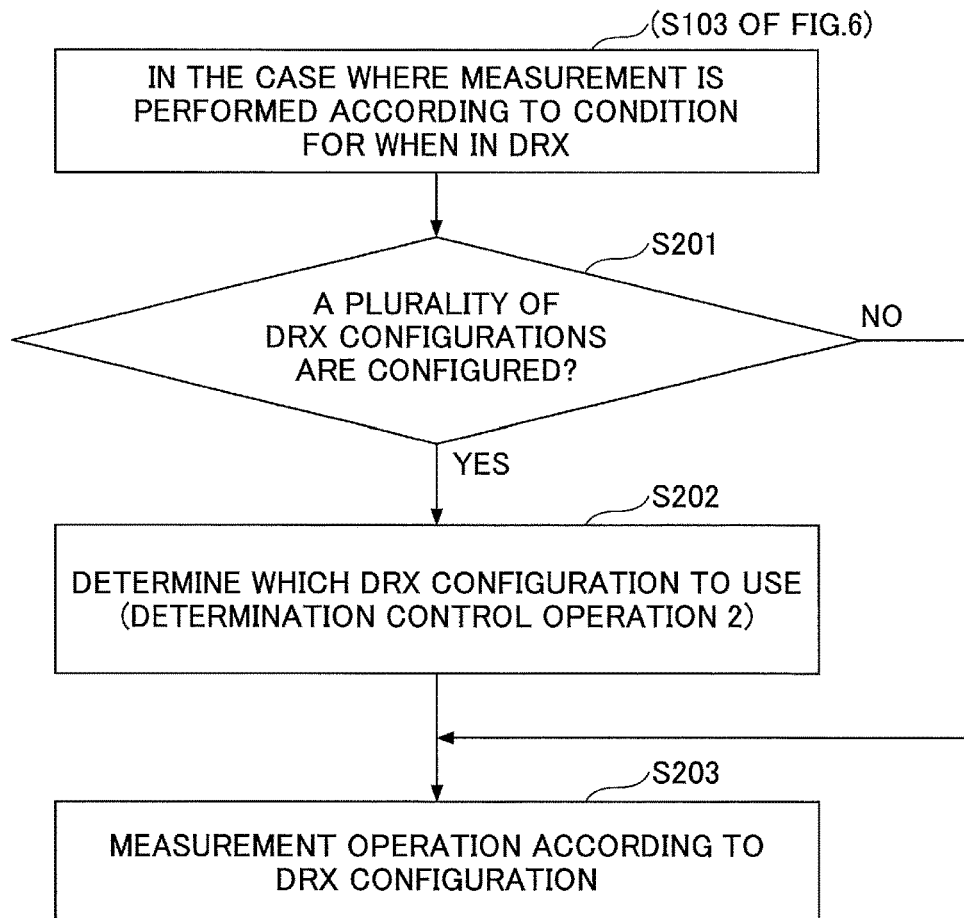 (S103 OF FIG.6)
IN THE CASE WHERE MEASUREMENT IS
PERFORMED ACCORDING TO CONDITION
FOR WHEN IN DRX
S201
A PLURALITY OF
DRX CONFIGURATIONS
ARE CONFIGURED?
NO
YES
S202
DETERMINE WHICH DRX CONFIGURATION TO USE
(DETERMINATION CONTROL OPERATION 2)
S203
MEASUREMENT OPERATION ACCORDING TO
DRX CONFIGURATION